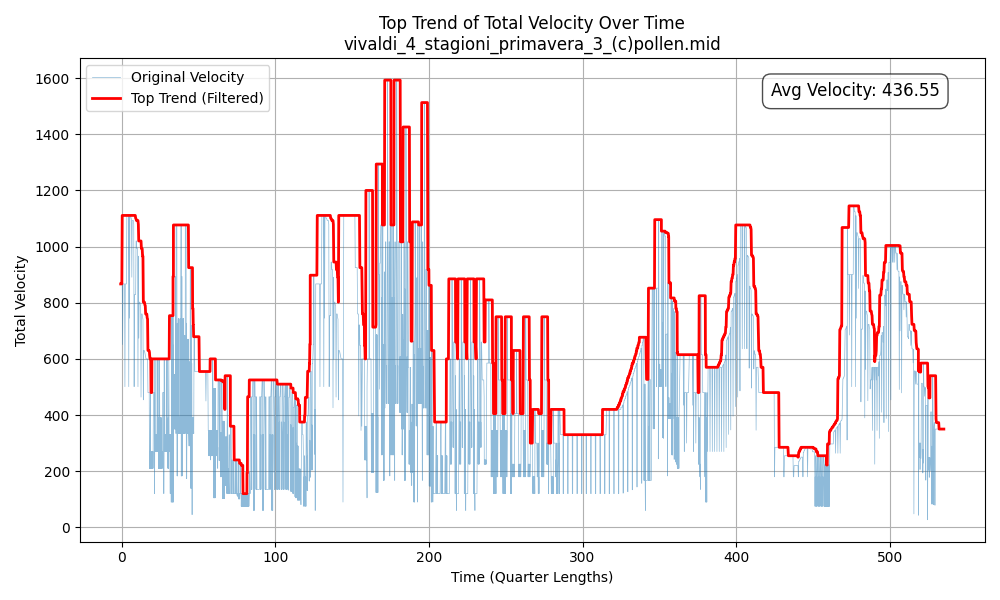 Top Trend of Total Velocity Over Time
vivaldi_4_stagioni_primavera_3_(c)pollen.mid
Original Velocity
Top Trend (Filtered)
Avg Velocity: 436.55
Total Velocity
1600
1400
1200
1000
800
600
400
200
0
0 100 200 300 400 500
Time (Quarter Lengths)